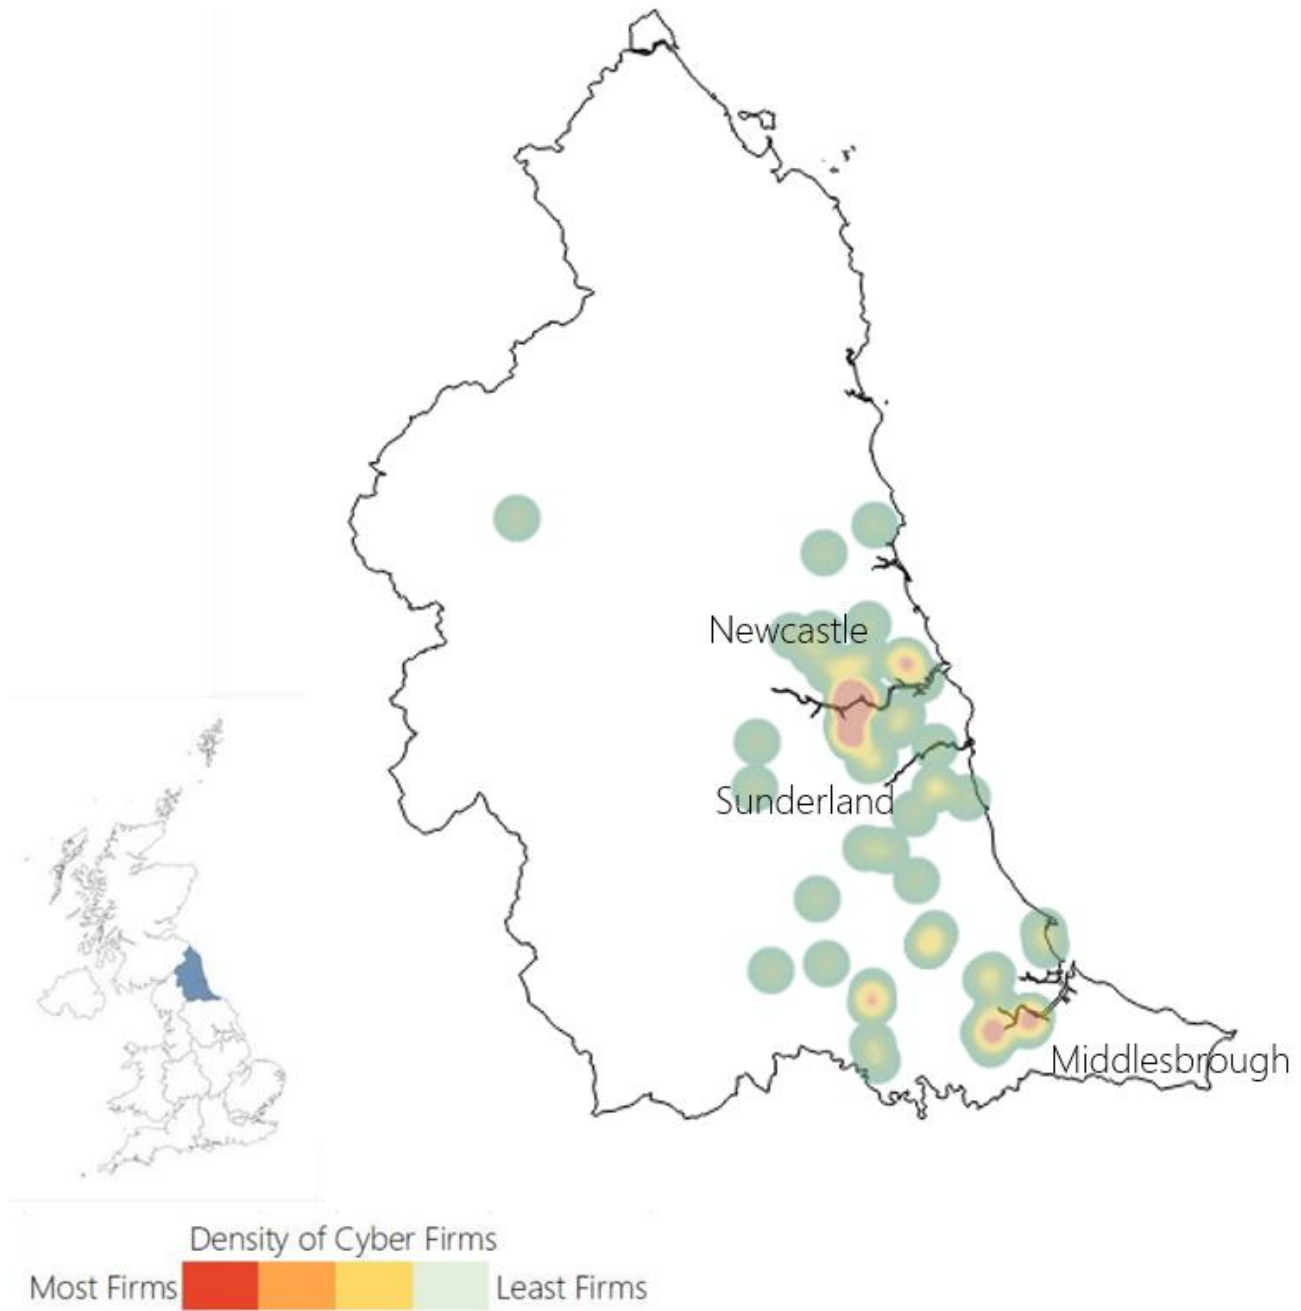 Newcastle
Sunderland
Middlesbrough
Density of Cyber Firms
Most Firms
Least Firms